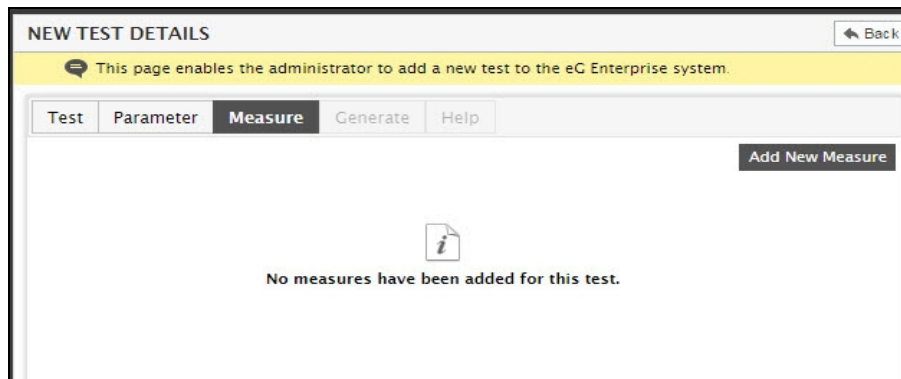 NEW TEST DETAILS
Back
This page enables the administrator to add a new test to the eG Enterprise system.
Test Parameter Measure Generate Help
Add New Measure
i
No measures have been added for this test.